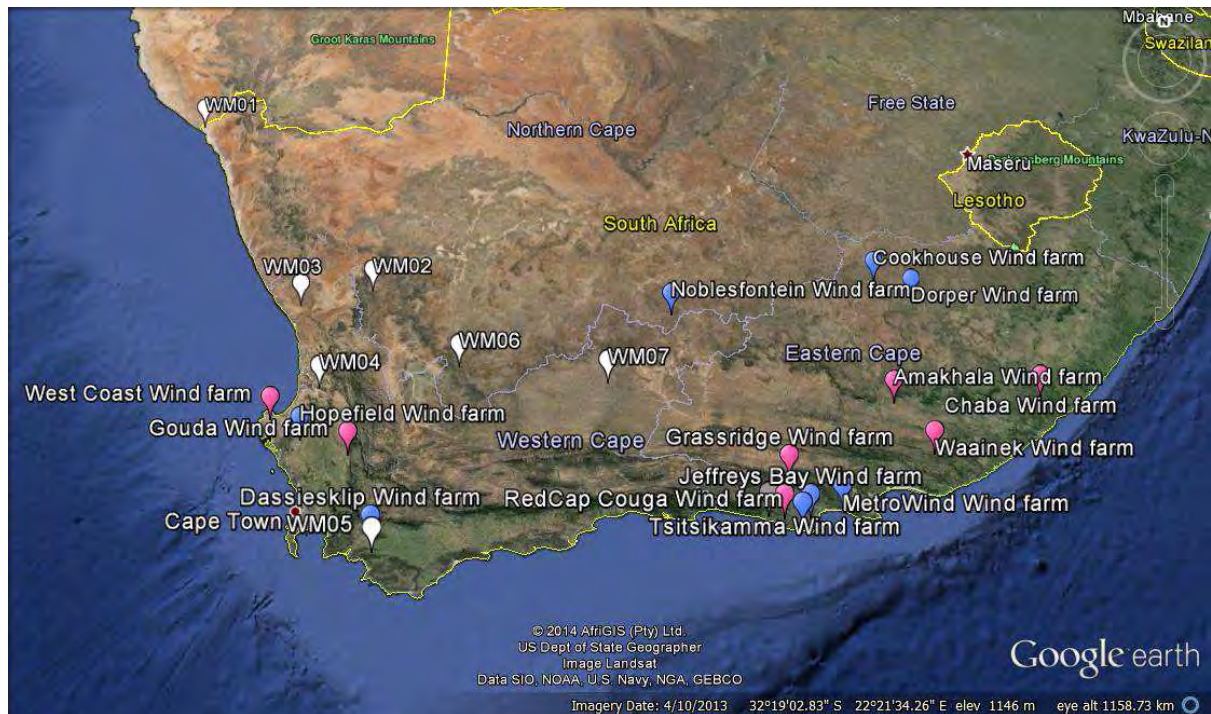 Mbabane
N
Swazilan
Groot Karas Mountains
WM01
Free State
Northern Cape
KwaZulu-N
Maseru
Mountains
Lesotho
South Africa
WM03
WM02
Cookhouse Wind farm
Noblesfontein Wind farm
Dorper Wind farm
WM06
WM07
Eastern Cape
WM04
Amakhala Wind farm
West Coast Wind farm
Chaba Wind farm
Hopefield Wind farm
Gouda Wind farm
Western Cape
Grassridge Wind farm
Waainek Wind farm
Jeffreys Bay Wind farm
Dassiesklip Wind farm
RedCap Couga Wind farm
MetroWind Wind farm
Cape Town
WM05
Tsitsikamma Wind farm
© 2014 AfriGIS (Pty) Ltd.
US Dept of State Geographer
Image Landsat
Data SIO, NOAA, U.S. Navy, NGA, GEBCO
Google earth
Imagery Date: 4/10/2013 32°19'02.83" S 22°21'34.26" E elev 1146 m eye alt 1158.73 km